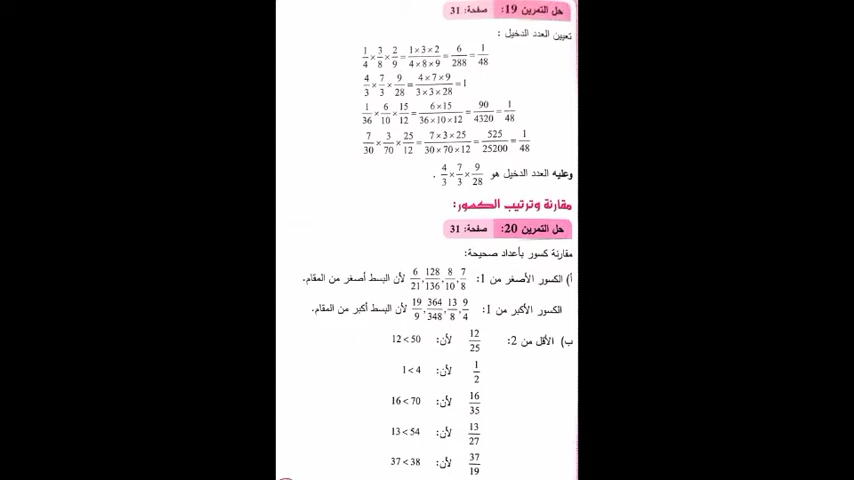 حل التمرين 19: صفحة: 31
تعيين العدد الدخيل :
1/4 × 3/8 × 2/9 = 1×3×2 / 4×8×9 = 6/288 = 1/48
4/3 × 7/3 × 9/28 = 4×7×9 / 3×3×28 = 1
1/36 × 6/10 × 15/12 = 6×15 / 36×10×12 = 90/4320 = 1/48
7/30 × 3/70 × 25/12 = 7×3×25 / 30×70×12 = 525/25200 = 1/48
وعليه العدد الدخيل هو 4/3 × 7/3 × 9/28 .
مقارنة وترتيب الكسور:
حل التمرين 20: صفحة: 31
مقارنة كسور بأعداد صحيحة:
أ) الكسور الأصغر من 1: 6/21 , 128/136 , 8/10 , 7/8 لأن البسط أصغر من المقام.
الكسور الأكبر من 1: 19/9 , 364/348 , 13/8 , 9/4 لأن البسط أكبر من المقام.
ب) الأقل من 2: 12/25 لأن: 12 < 50
1/2 لأن: 1 < 4
16/35 لأن: 16 < 70
13/27 لأن: 13 < 54
37/19 لأن: 37 < 38